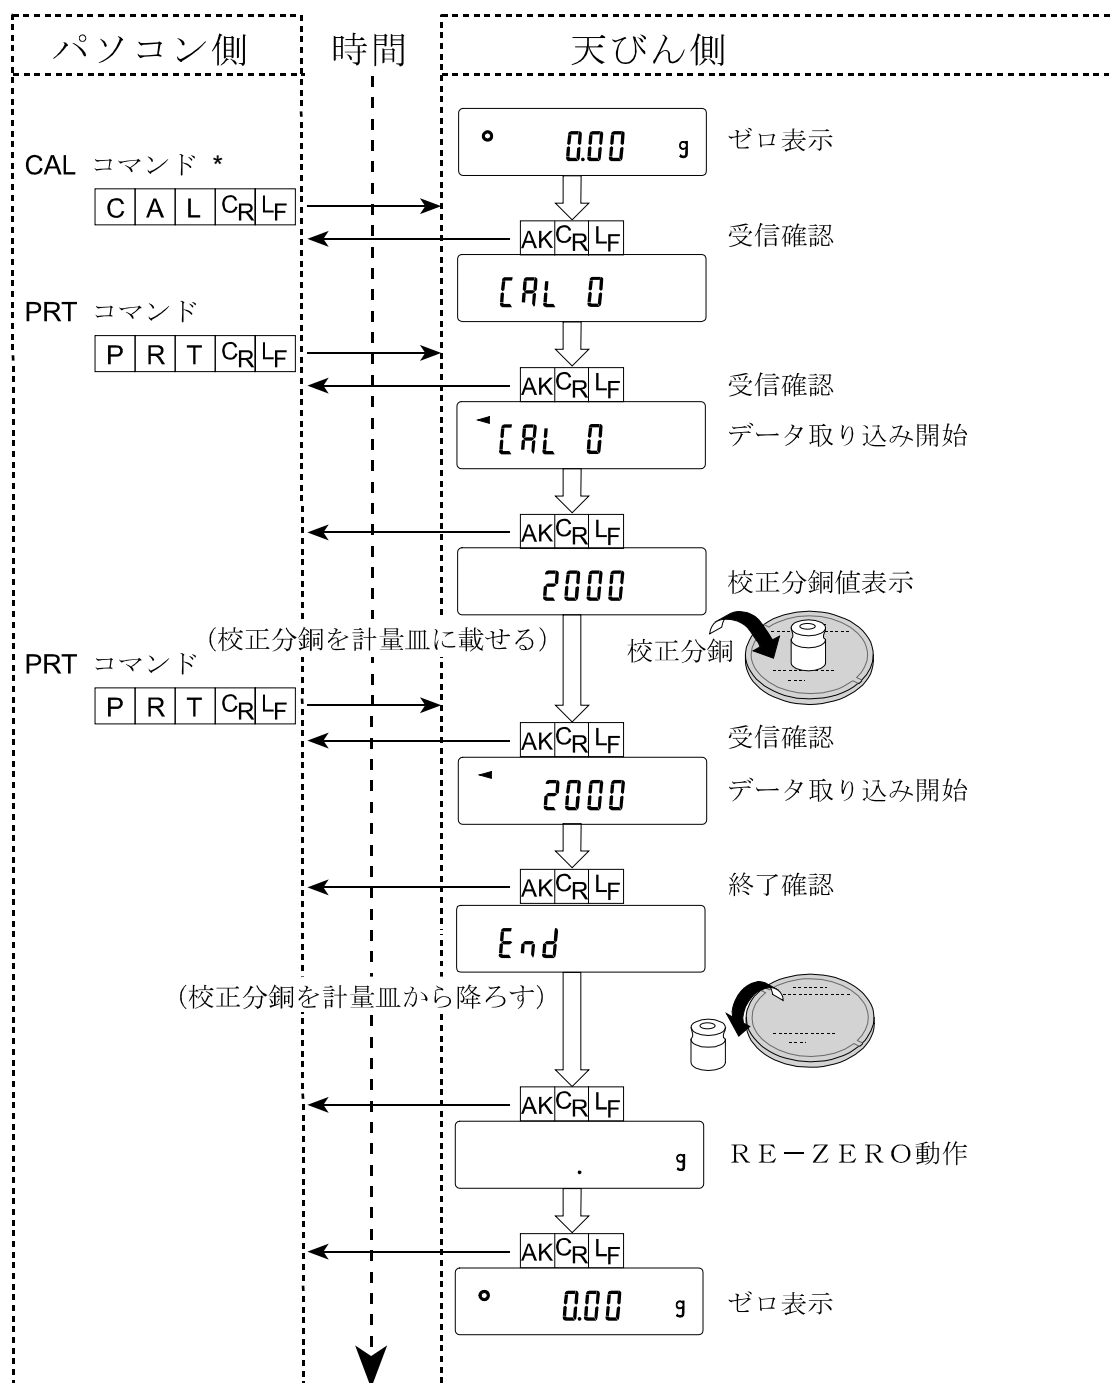 パソコン側 時間 天びん側
0.00 g ゼロ表示
CAL コマンド *
C A L CR LF
AK CR LF 受信確認
CAL 0
PRT コマンド
P R T CR LF
AK CR LF 受信確認
CAL 0 データ取り込み開始
AK CR LF
2000 校正分銅値表示
(校正分銅を計量皿に載せる) 校正分銅
PRT コマンド
P R T CR LF
AK CR LF 受信確認
2000 データ取り込み開始
AK CR LF 終了確認
End
(校正分銅を計量皿から降ろす)
AK CR LF
. g RE－ZERO動作
AK CR LF
0.00 g ゼロ表示